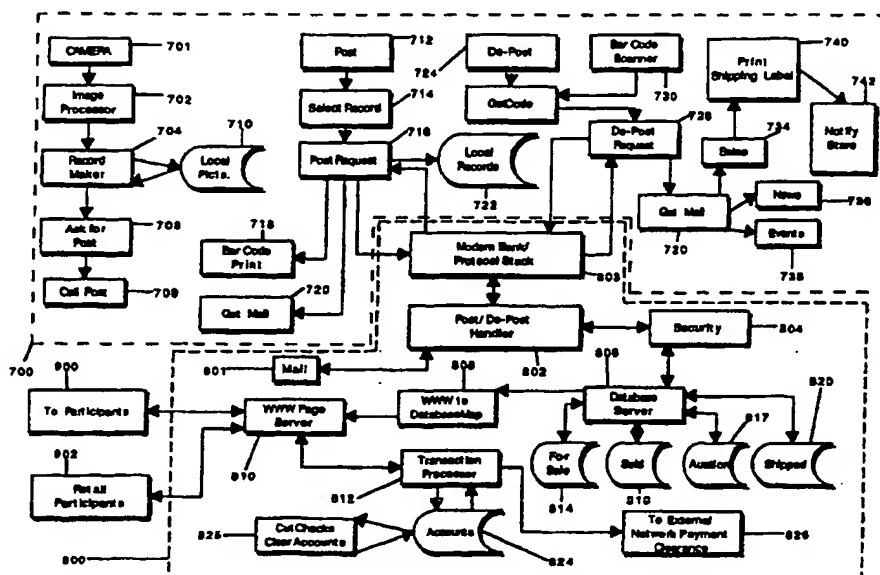 CAMERA
701
Image
Processor
702
704
Record
Maker
710
Local
Picts.
Ask for
Post
708
Call Post
709
Post
712
Select Record
714
716
Post Request
Local
Records
722
718
Bar Code
Print
720
Get Mail
De-Post
724
GetCode
Bar Code
Scanner
730
728
De-Post
Request
Print
Shipping Label
740
742
Notify
Store
734
Sales
Get Mail
720
News
736
Events
738
Modem Bank/
Protocol Stack
803
Post/De-Post
Handler
802
Security
804
801
Mail
700
900
To Participants
902
Retail
Participants
800
WWW Page
Server
810
808
WWW to
DatabaseMap
806
Database
Server
820
817
For
Sale
814
Sold
Auction
Shipped
812
Transaction
Processor
825
Cut Checks
Clear Accounts
Accounts
824
To External
Network Payment
Clearance
826